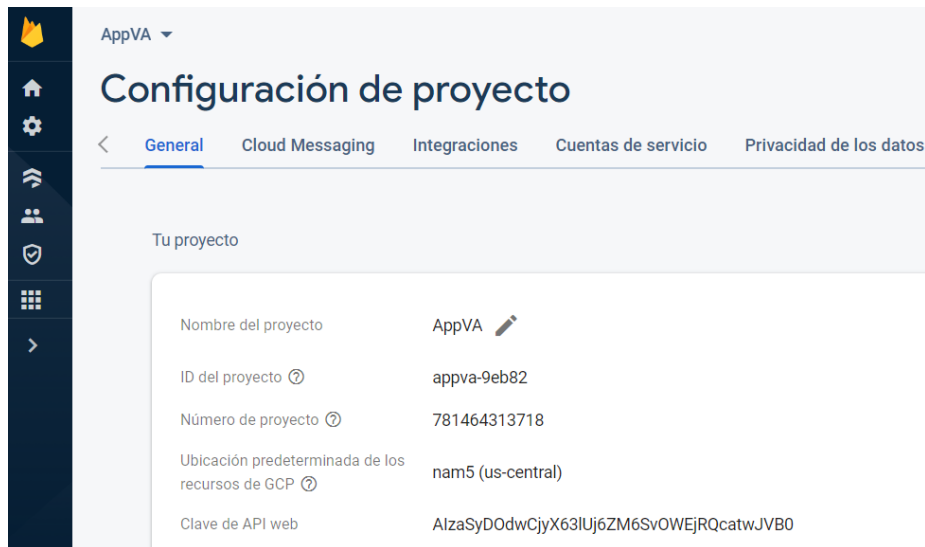 AppVA
Configuración de proyecto
General Cloud Messaging Integraciones Cuentas de servicio Privacidad de los datos
Tu proyecto
Nombre del proyecto AppVA
ID del proyecto appva-9eb82
Número de proyecto 781464313718
Ubicación predeterminada de los
recursos de GCP nam5 (us-central)
Clave de API web AIzaSyDOdwCjyX63lUj6ZM6SvOWEjRQcatwJVB0